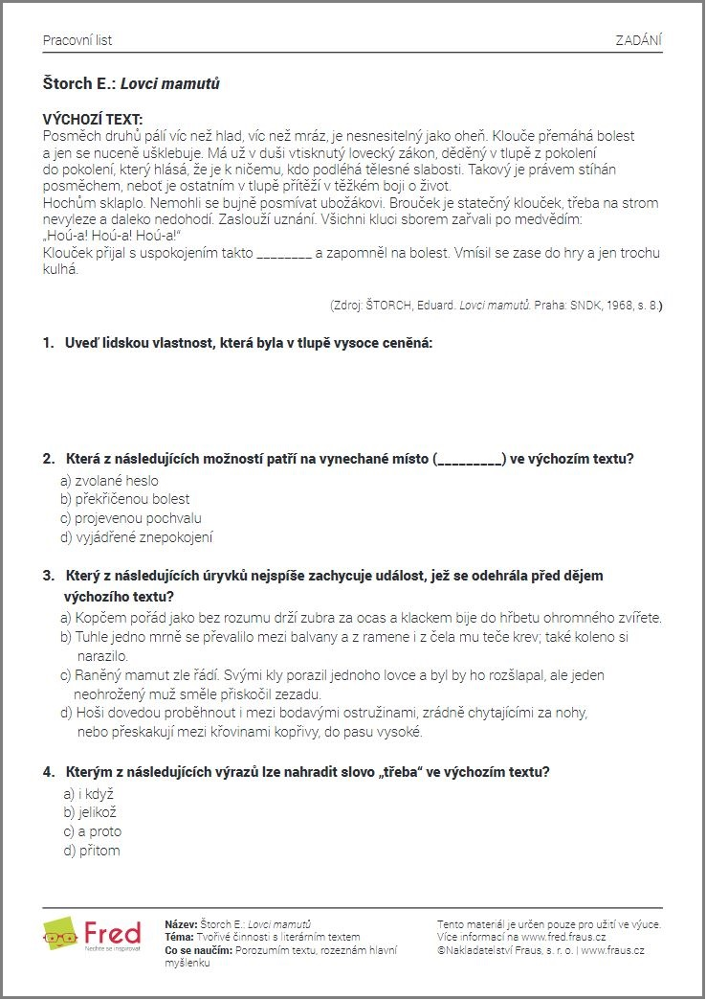 Pracovní list
ZADÁNÍ
Štorch E.: Lovci mamutů
VÝCHOZÍ TEXT:
Posměch druhů pálí víc než hlad, víc než mráz, je nesnesitelný jako oheň. Klouče přemáhá bolest
a jen se nuceně ušklebuje. Má už v duši vtisknutý lovecký zákon, děděný v tlupě z pokolení
do pokolení, který hlásá, že je k ničemu, kdo podléhá tělesné slabosti. Takový je právem stíhán
posměchem, neboť je ostatním v tlupě přítěží v těžkém boji o život.
Hochům sklaplo. Nemohli se bujně posmívat ubožákovi. Brouček je statečný klouček, třeba na strom
nevyleze a daleko nedohodí. Zaslouží uznání. Všichni kluci sborem zařvali po medvědím:
„Hoú-a! Hoú-a! Hoú-a!“
Klouček přijal s uspokojením takto ________ a zapomněl na bolest. Vmísil se zase do hry a jen trochu
kulhá.
(Zdroj: ŠTORCH, Eduard. Lovci mamutů. Praha: SNDK, 1968, s. 8.)
1. Uveď lidskou vlastnost, která byla v tlupě vysoce ceněná:
2. Která z následujících možností patří na vynechané místo (_________) ve výchozím textu?
a) zvolané heslo
b) překřičenou bolest
c) projevenou pochvalu
d) vyjádřené znepokojení
3. Který z následujících úryvků nejspíše zachycuje událost, jež se odehrála před dějem
výchozího textu?
a) Kopčem pořád jako bez rozumu drží zubra za ocas a klackem bije do hřbetu ohromného zvířete.
b) Tuhle jedno mrně se převalilo mezi balvany a z ramene i z čela mu teče krev; také koleno si
narazilo.
c) Raněný mamut zle řádí. Svými kly porazil jednoho lovce a byl by ho rozšlapal, ale jeden
neohrožený muž směle přiskočil zezadu.
d) Hoši dovedou proběhnout i mezi bodavými ostružinami, zrádně chytajícími za nohy,
nebo přeskakují mezi křovinami kopřivy, do pasu vysoké.
4. Kterým z následujících výrazů lze nahradit slovo „třeba“ ve výchozím textu?
a) i když
b) jelikož
c) a proto
d) přitom
Fred
Nechte se inspirovat
Název: Štorch E.: Lovci mamutů
Téma: Tvořivé činnosti s literárním textem
Co se naučím: Porozumím textu, rozeznám hlavní
myšlenku
Tento materiál je určen pouze pro užití ve výuce.
Více informací na www.fred.fraus.cz
©Nakladatelství Fraus, s. r. o. | www.fraus.cz